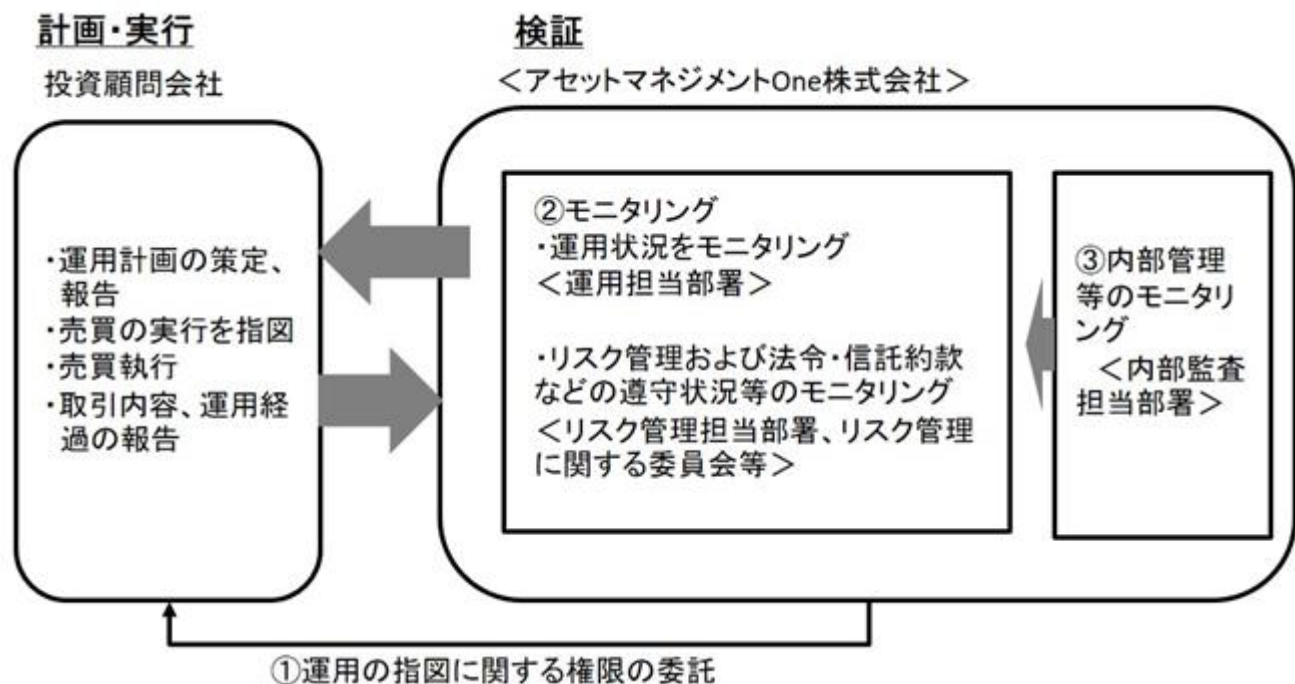 計画・実行
投資顧問会社
・運用計画の策定、
報告
・売買の実行を指図
・売買執行
・取引内容、運用経
過の報告
検証
＜アセットマネジメントOne株式会社＞
②モニタリング
・運用状況をモニタリング
＜運用担当部署＞
・リスク管理および法令・信託約款
などの遵守状況等のモニタリング
＜リスク管理担当部署、リスク管理
に関する委員会等＞
③内部管理
等のモニタリ
ング
＜内部監査
担当部署＞
①運用の指図に関する権限の委託